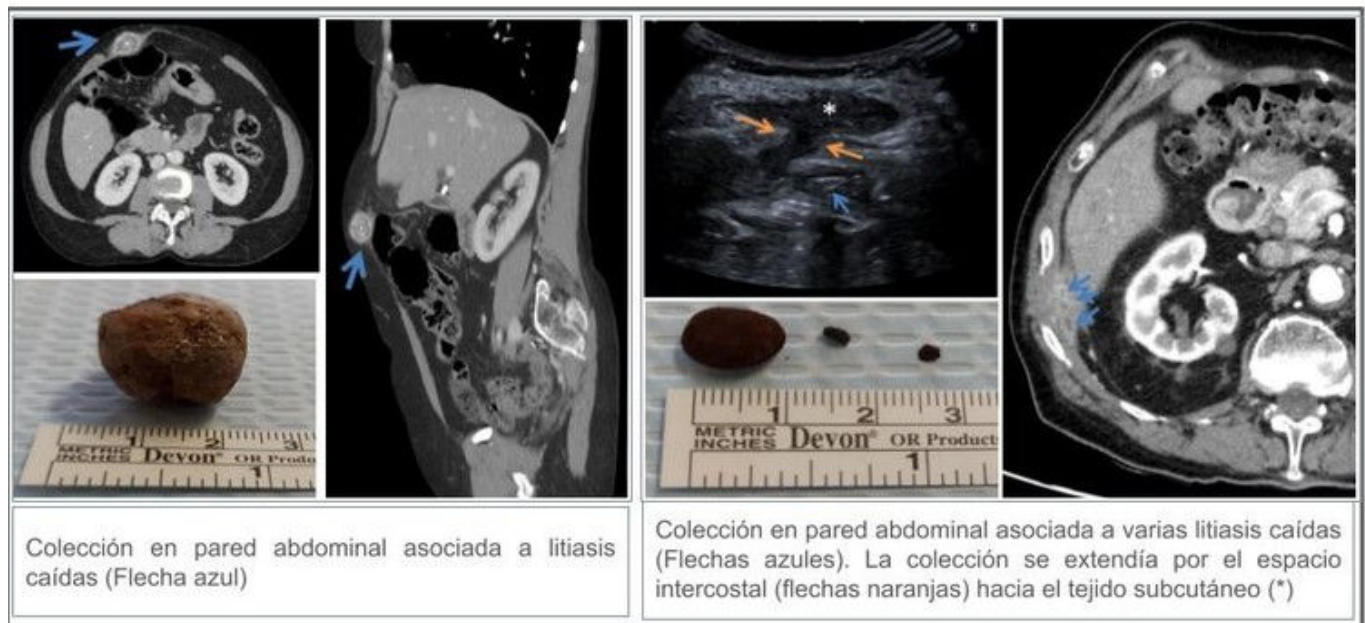 1 2 3
METRIC
INCHES Devon® OR Produ
1
1 2 3
METRIC
INCHES Devon® OR Products
1
*
Colección en pared abdominal asociada a litiasis
caídas (Flecha azul)
Colección en pared abdominal asociada a varias litiasis caídas
(Flechas azules). La colección se extendía por el espacio
intercostal (flechas naranjas) hacia el tejido subcutáneo (*)